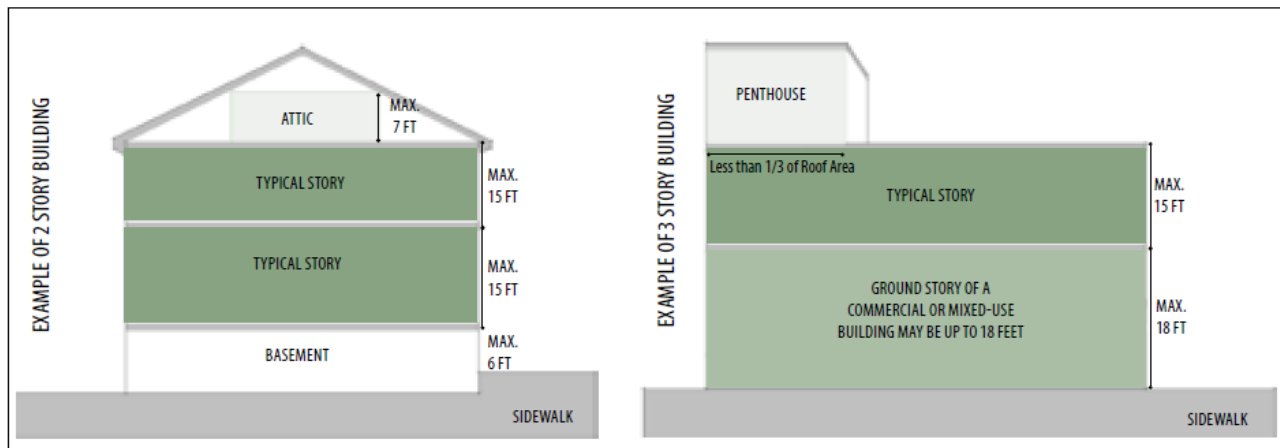 EXAMPLE OF 2 STORY BUILDING
ATTIC
MAX.
7 FT
TYPICAL STORY
MAX.
15 FT
TYPICAL STORY
MAX.
15 FT
BASEMENT
MAX.
6 FT
SIDEWALK
EXAMPLE OF 3 STORY BUILDING
PENTHOUSE
Less than 1/3 of Roof Area
TYPICAL STORY
MAX.
15 FT
GROUND STORY OF A
COMMERCIAL OR MIXED-USE
BUILDING MAY BE UP TO 18 FEET
MAX.
18 FT
SIDEWALK